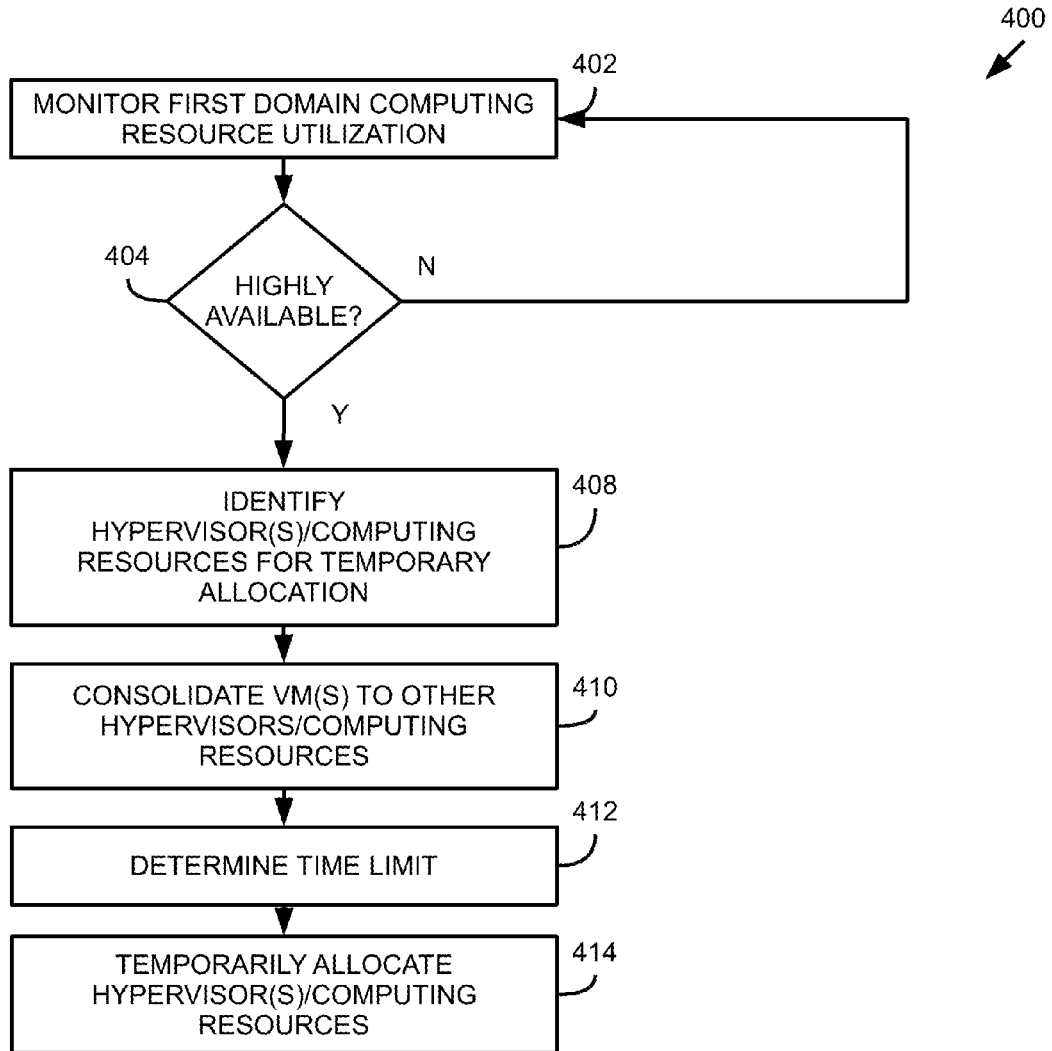 400
402
MONITOR FIRST DOMAIN COMPUTING
RESOURCE UTILIZATION
404
N
HIGHLY
AVAILABLE?
Y
408
IDENTIFY
HYPERVISOR(S)/COMPUTING
RESOURCES FOR TEMPORARY
ALLOCATION
410
CONSOLIDATE VM(S) TO OTHER
HYPERVISORS/COMPUTING
RESOURCES
412
DETERMINE TIME LIMIT
414
TEMPORARILY ALLOCATE
HYPERVISOR(S)/COMPUTING
RESOURCES